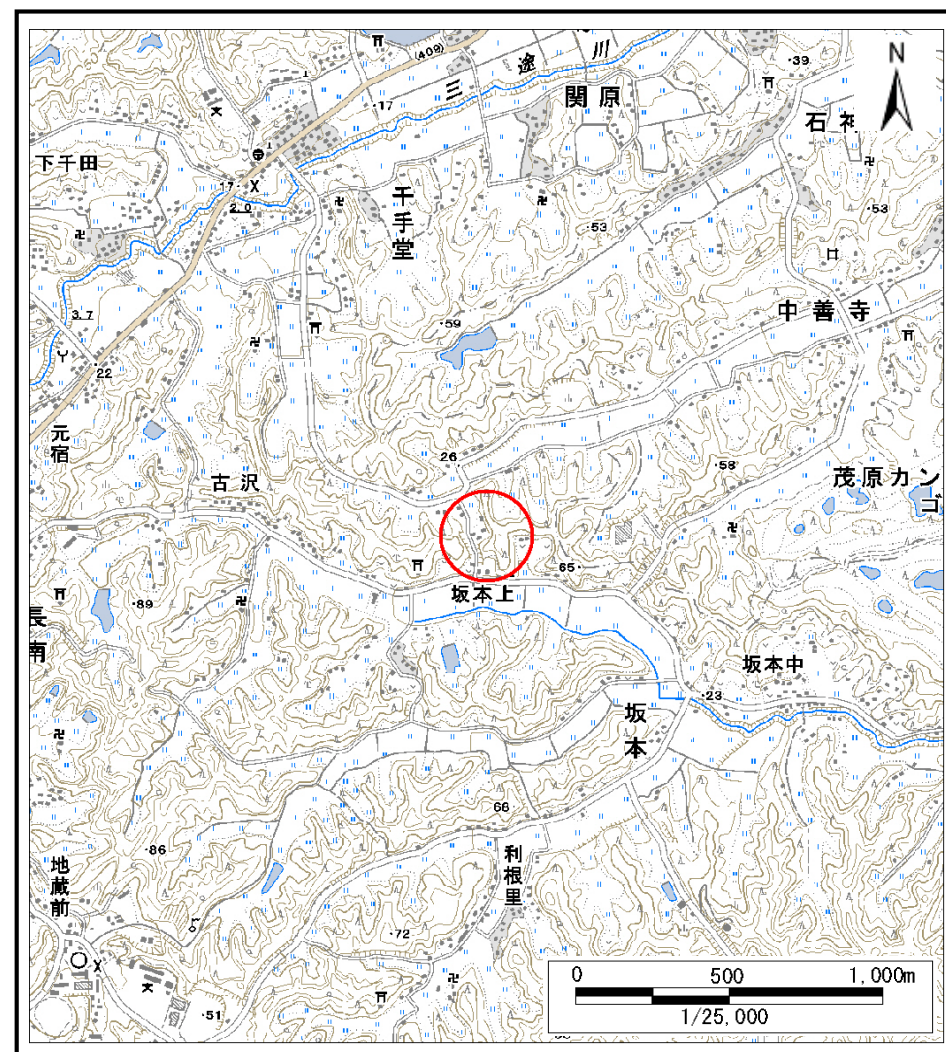 (409)
三途川
関原
・39
N
石神
・17
下千田
17
2.0
千手堂
・53
・53
中善寺
・59
3.7
・22
元宿
古沢
26
・58
茂原カン
ゴ
65・
坂本上
・89
長南
坂本中
・23
坂本
66
・86
利根里
地蔵前
・72
・51
0 500 1,000m
1/25,000